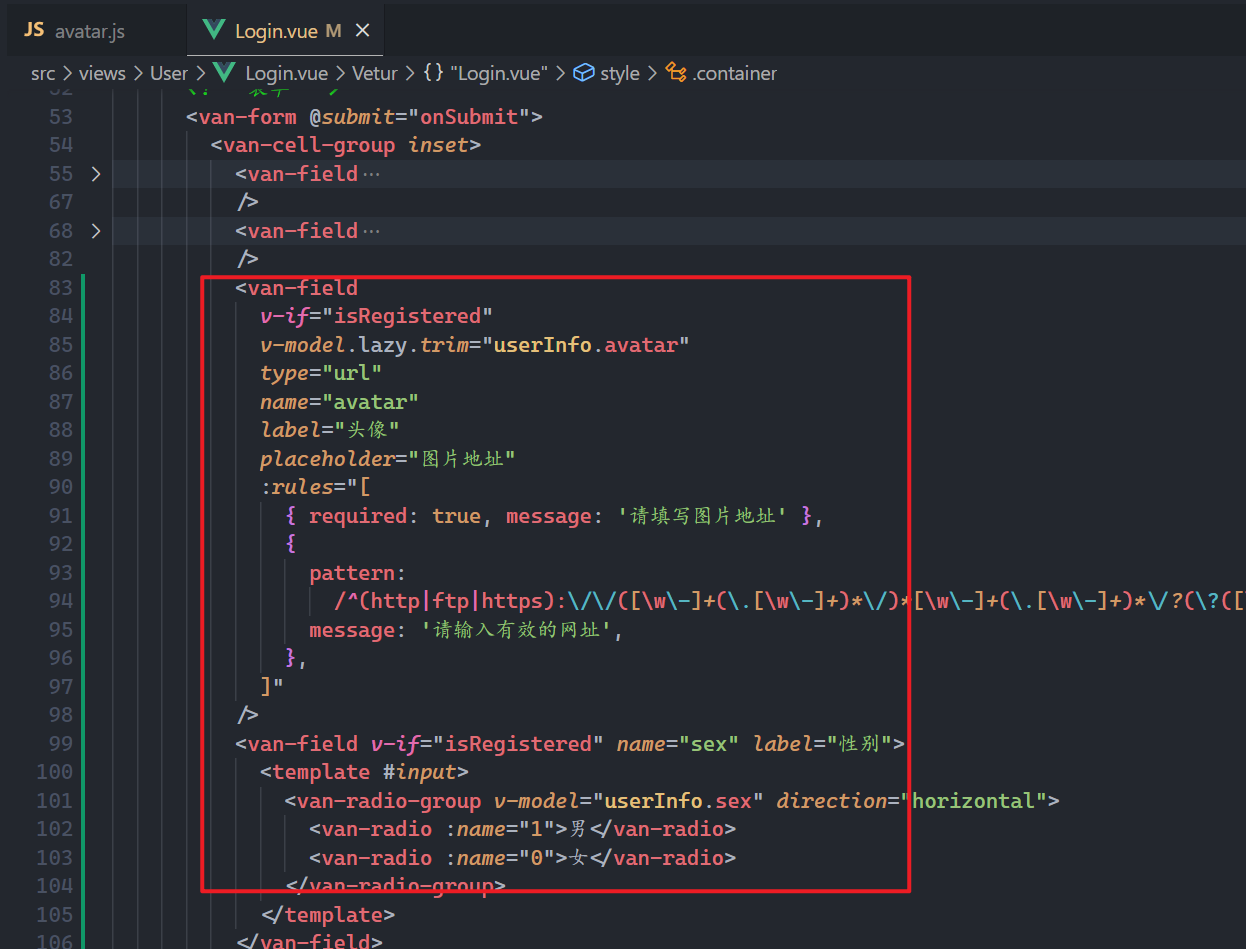 JS avatar.js
Login.vue M ×
src > views > User > Login.vue > Vetur > {} "Login.vue" > style > .container
53 <van-form @submit="onSubmit">
54 <van-cell-group inset>
55 <van-field ···
67 />
68 <van-field ···
82 />
83 <van-field
84 v-if="isRegistered"
85 v-model.lazy.trim="userInfo.avatar"
86 type="url"
87 name="avatar"
88 label="头像"
89 placeholder="图片地址"
90 :rules="[
91 { required: true, message: '请填写图片地址' },
92 {
93 pattern:
94 /^(http|ftp|https):\/\/([\w\-]+(\.[\w\-]+)*\/)*[\w\-]+(\.[\w\-]+)*\/?(\?([
95 message: '请输入有效的网址',
96 },
97 ]"
98 />
99 <van-field v-if="isRegistered" name="sex" label="性别">
100 <template #input>
101 <van-radio-group v-model="userInfo.sex" direction="horizontal">
102 <van-radio :name="1">男</van-radio>
103 <van-radio :name="0">女</van-radio>
104 </van-radio-group>
105 </template>
106 </van-field>